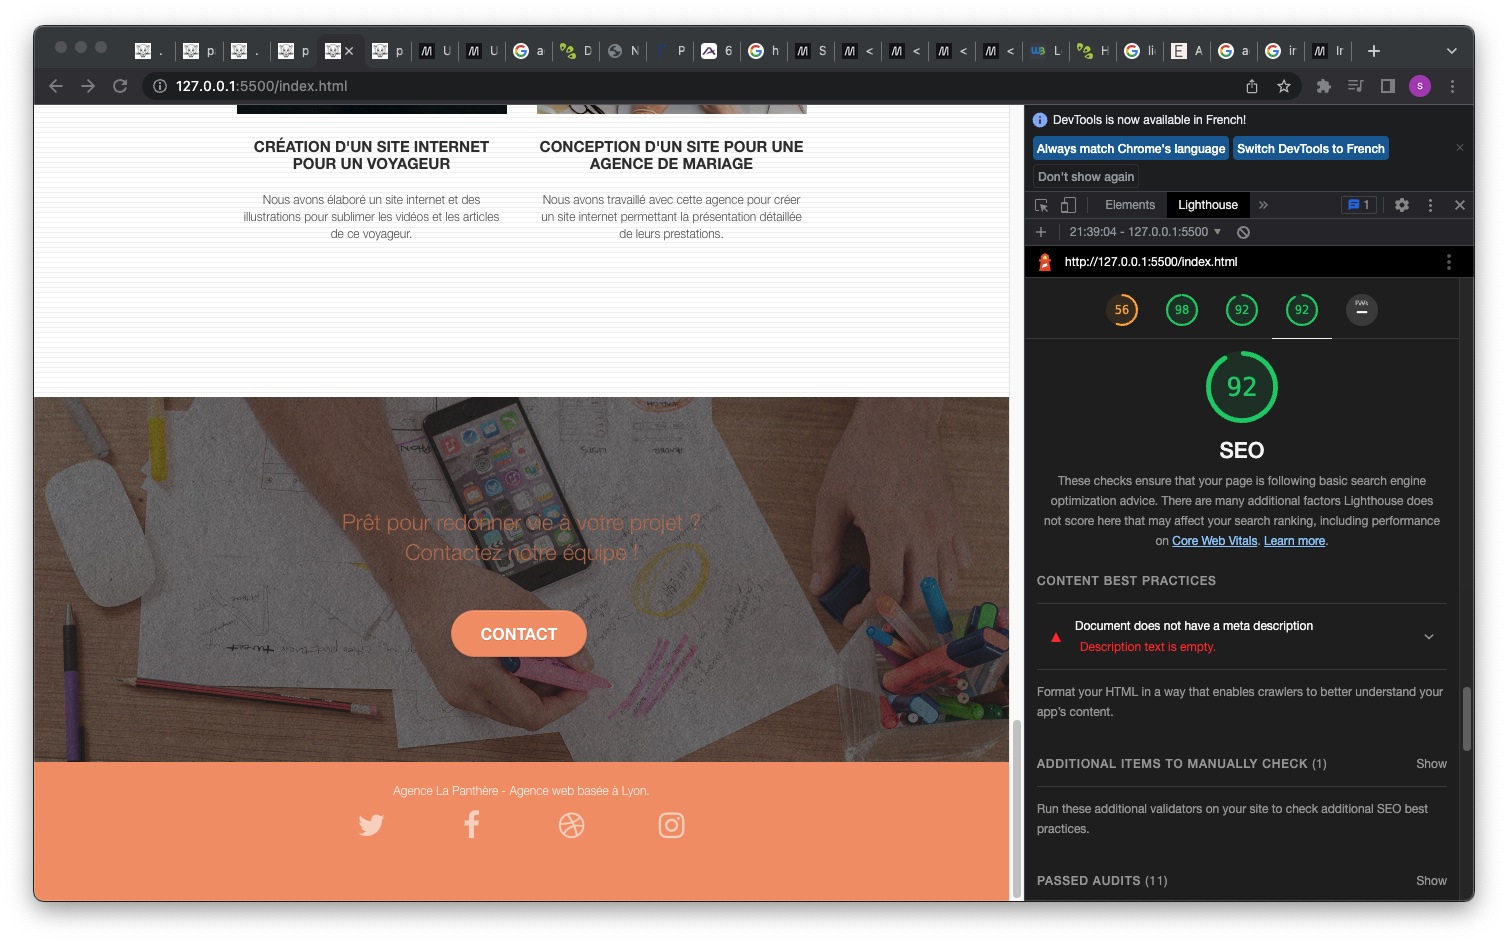 . p . p × p U U a D N P 6 h S < < < < L H li A a ir Ir
127.0.0.1:5500/index.html
s
CRÉATION D'UN SITE INTERNET
POUR UN VOYAGEUR
Nous avons élaboré un site internet et des
illustrations pour sublimer les vidéos et les articles
de ce voyageur.
CONCEPTION D'UN SITE POUR UNE
AGENCE DE MARIAGE
Nous avons travaillé avec cette agence pour créer
un site internet permettant la présentation détaillée
de leurs prestations.
Prêt pour redonner vie à votre projet ?
Contactez notre équipe !
CONTACT
Agence La Panthère - Agence web basée à Lyon.
DevTools is now available in French!
Always match Chrome's language
Switch DevTools to French
Don't show again
Elements
Lighthouse
1
21:39:04 - 127.0.0.1:5500
http://127.0.0.1:5500/index.html
56
98
92
92
PWA
92
SEO
These checks ensure that your page is following basic search engine
optimization advice. There are many additional factors Lighthouse does
not score here that may affect your search ranking, including performance
on Core Web Vitals. Learn more.
CONTENT BEST PRACTICES
Document does not have a meta description
Description text is empty.
Format your HTML in a way that enables crawlers to better understand your
app's content.
ADDITIONAL ITEMS TO MANUALLY CHECK (1)
Show
Run these additional validators on your site to check additional SEO best
practices.
PASSED AUDITS (11)
Show